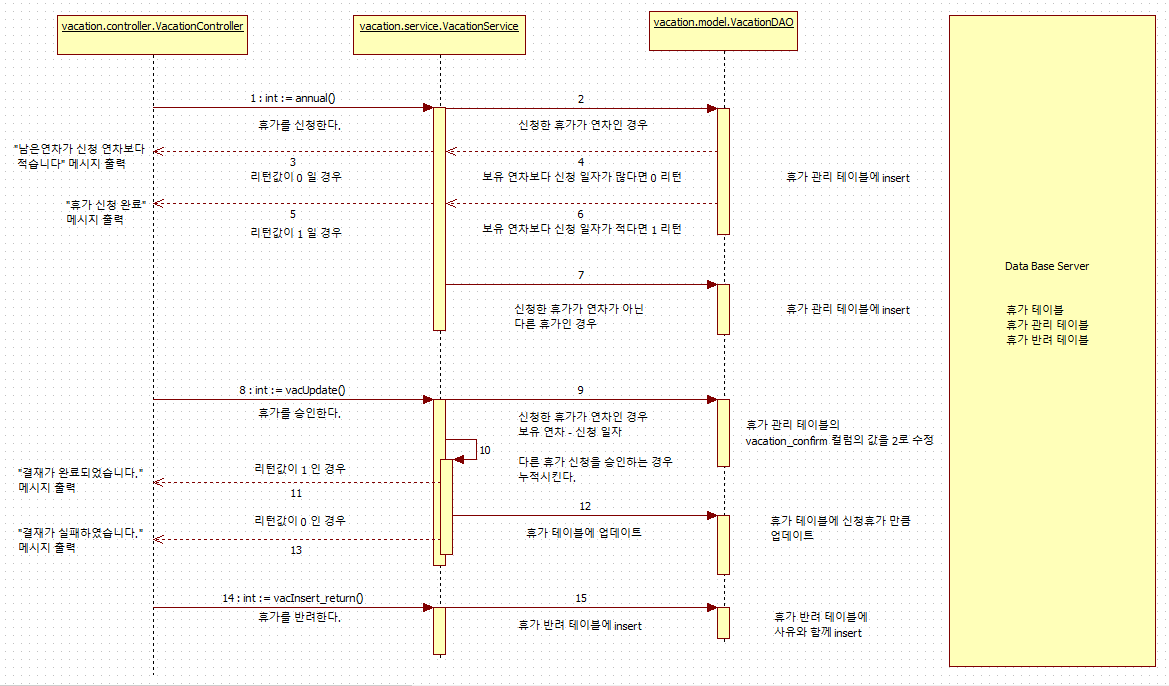 vacation.controller.VacationController
vacation.service.VacationService
vacation.model.VacationDAO
1 : int := annual()
2
휴가를 신청한다.
신청한 휴가가 연차인 경우
"남은연차가 신청 연차보다
적습니다" 메시지 출력
3
리턴값이 0 일 경우
4
보유 연차보다 신청 일자가 많다면 0 리턴
휴가 관리 테이블에 insert
"휴가 신청 완료"
메시지 출력
5
리턴값이 1 일 경우
6
보유 연차보다 신청 일자가 적다면 1 리턴
7
신청한 휴가가 연차가 아닌
다른 휴가인 경우
휴가 관리 테이블에 insert
Data Base Server
휴가 테이블
휴가 관리 테이블
휴가 반려 테이블
8 : int := vacUpdate()
9
휴가를 승인한다.
신청한 휴가가 연차인 경우
보유 연차 - 신청 일자
휴가 관리 테이블의
vacation_confirm 컬럼의 값을 2로 수정
10
다른 휴가 신청을 승인하는 경우
누적시킨다.
"결재가 완료되었습니다."
메시지 출력
리턴값이 1 인 경우
11
12
휴가 테이블에 업데이트
휴가 테이블에 신청휴가 만큼
업데이트
"결재가 실패하였습니다."
메시지 출력
리턴값이 0 인 경우
13
14 : int := vacInsert_return()
15
휴가를 반려한다.
휴가 반려 테이블에 insert
휴가 반려 테이블에
사유와 함께 insert